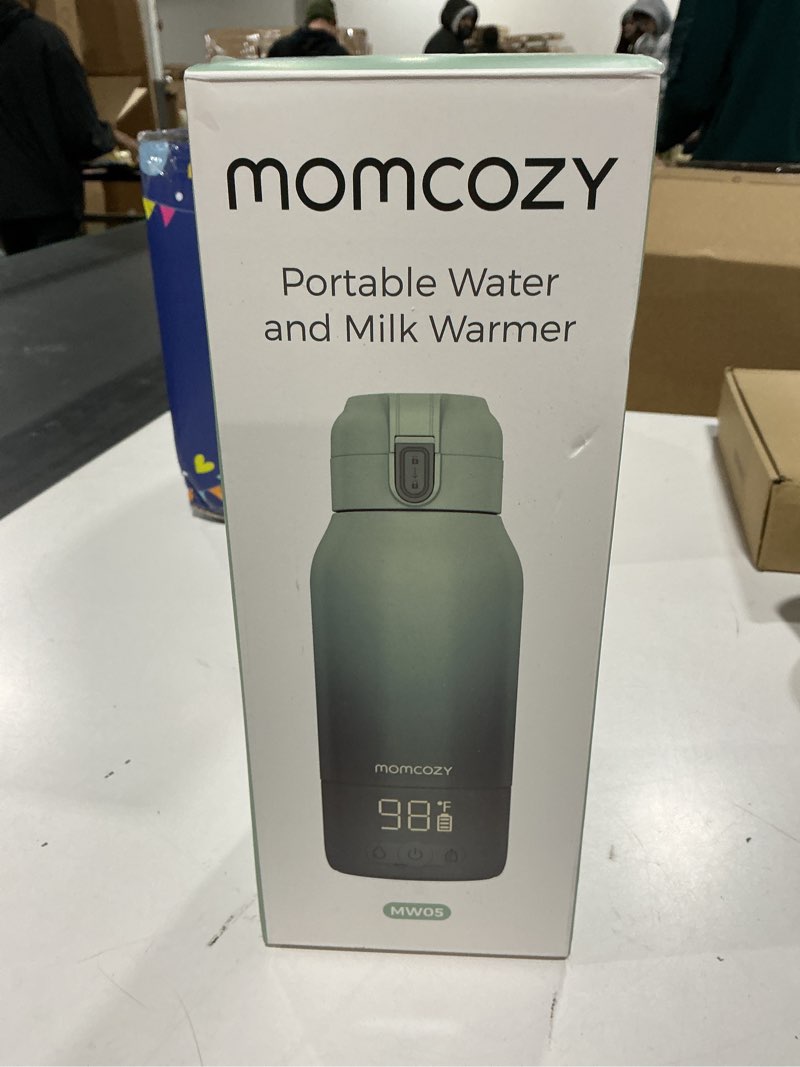 momcozy
Portable Water
and Milk Warmer
momcozy
98°F
MW05